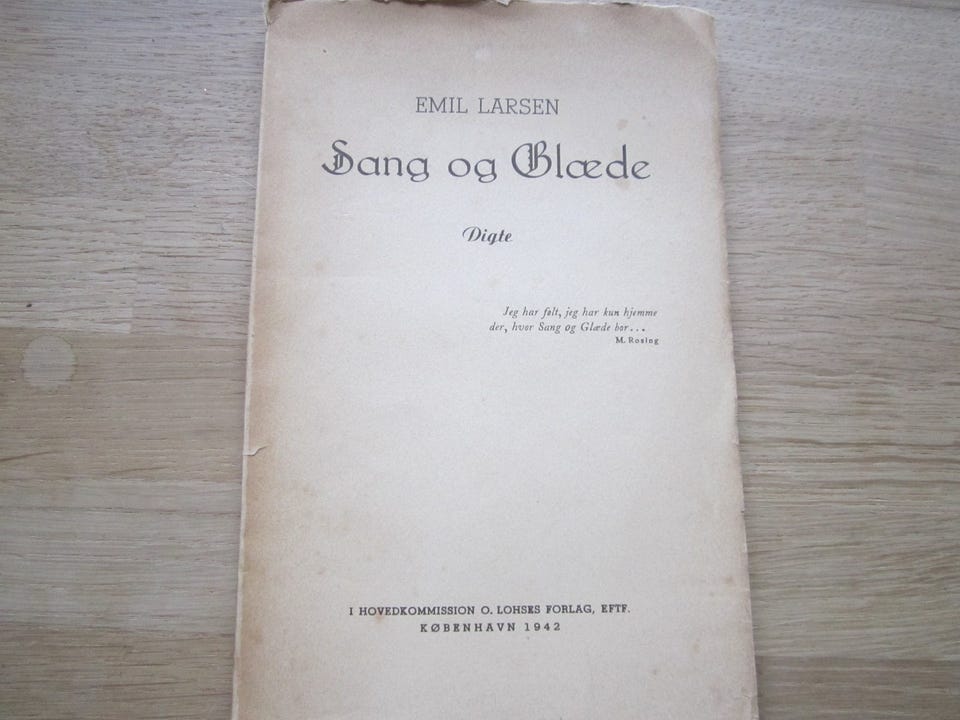 EMIL LARSEN
Sang og Glæde
Digte
Jeg har følt, jeg har kun hjemme
der, hvor Sang og Glæde bor...
M. Rosing
I HOVEDKOMMISSION O. LOHSES FORLAG, EFTF.
KØBENHAVN 1942